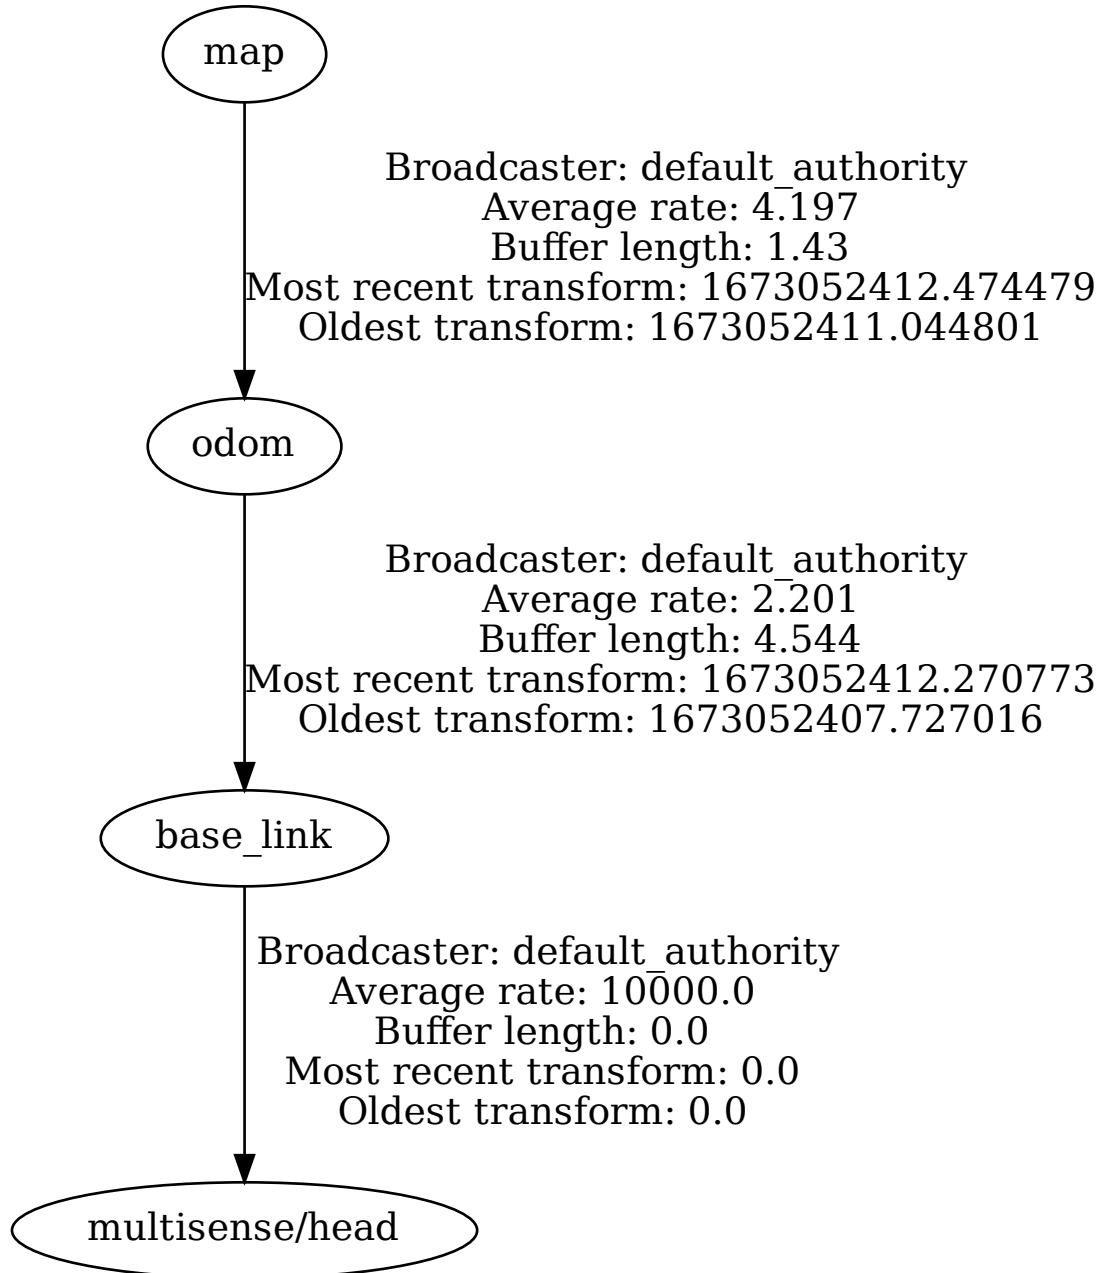 map
Broadcaster: default_authority
Average rate: 4.197
Buffer length: 1.43
Most recent transform: 1673052412.474479
Oldest transform: 1673052411.044801
odom
Broadcaster: default_authority
Average rate: 2.201
Buffer length: 4.544
Most recent transform: 1673052412.270773
Oldest transform: 1673052407.727016
base_link
Broadcaster: default_authority
Average rate: 10000.0
Buffer length: 0.0
Most recent transform: 0.0
Oldest transform: 0.0
multisense/head